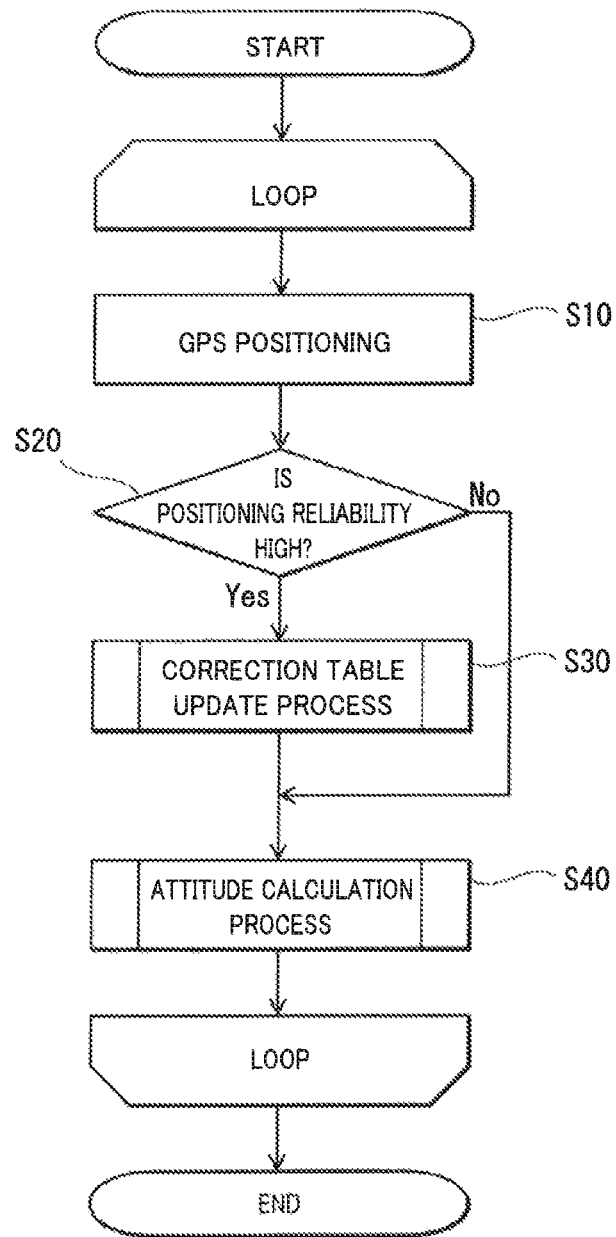 START
LOOP
GPS POSITIONING
S10
S20
IS
POSITIONING RELIABILITY
HIGH?
No
Yes
CORRECTION TABLE
UPDATE PROCESS
S30
ATTITUDE CALCULATION
PROCESS
S40
LOOP
END